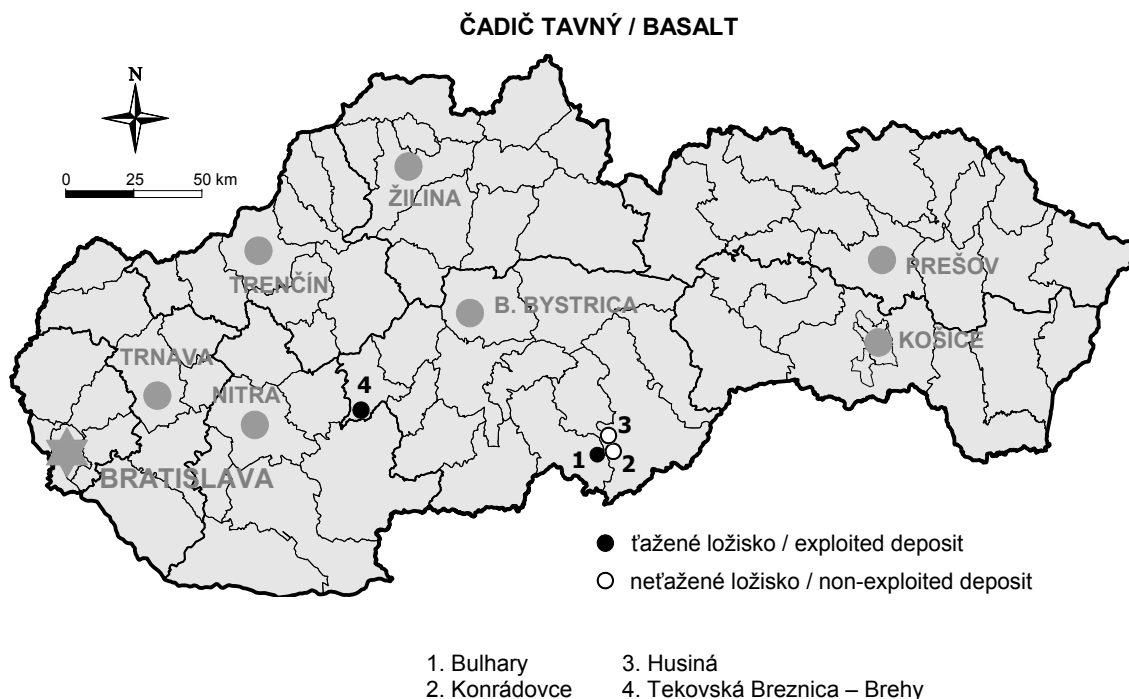 ČADIČ TAVNÝ / BASALT
N
0 25 50 km
ŽILINA
TRENČÍN
PREŠOV
B. BYSTRICA
KOŠICE
TRNAVA
NITRA
4
3
1
2
BRATISLAVA
ťažené ložisko / exploited deposit
neťažené ložisko / non-exploited deposit
1. Bulhary 3. Husiná
2. Konrádovce 4. Tekovská Breznica – Brehy